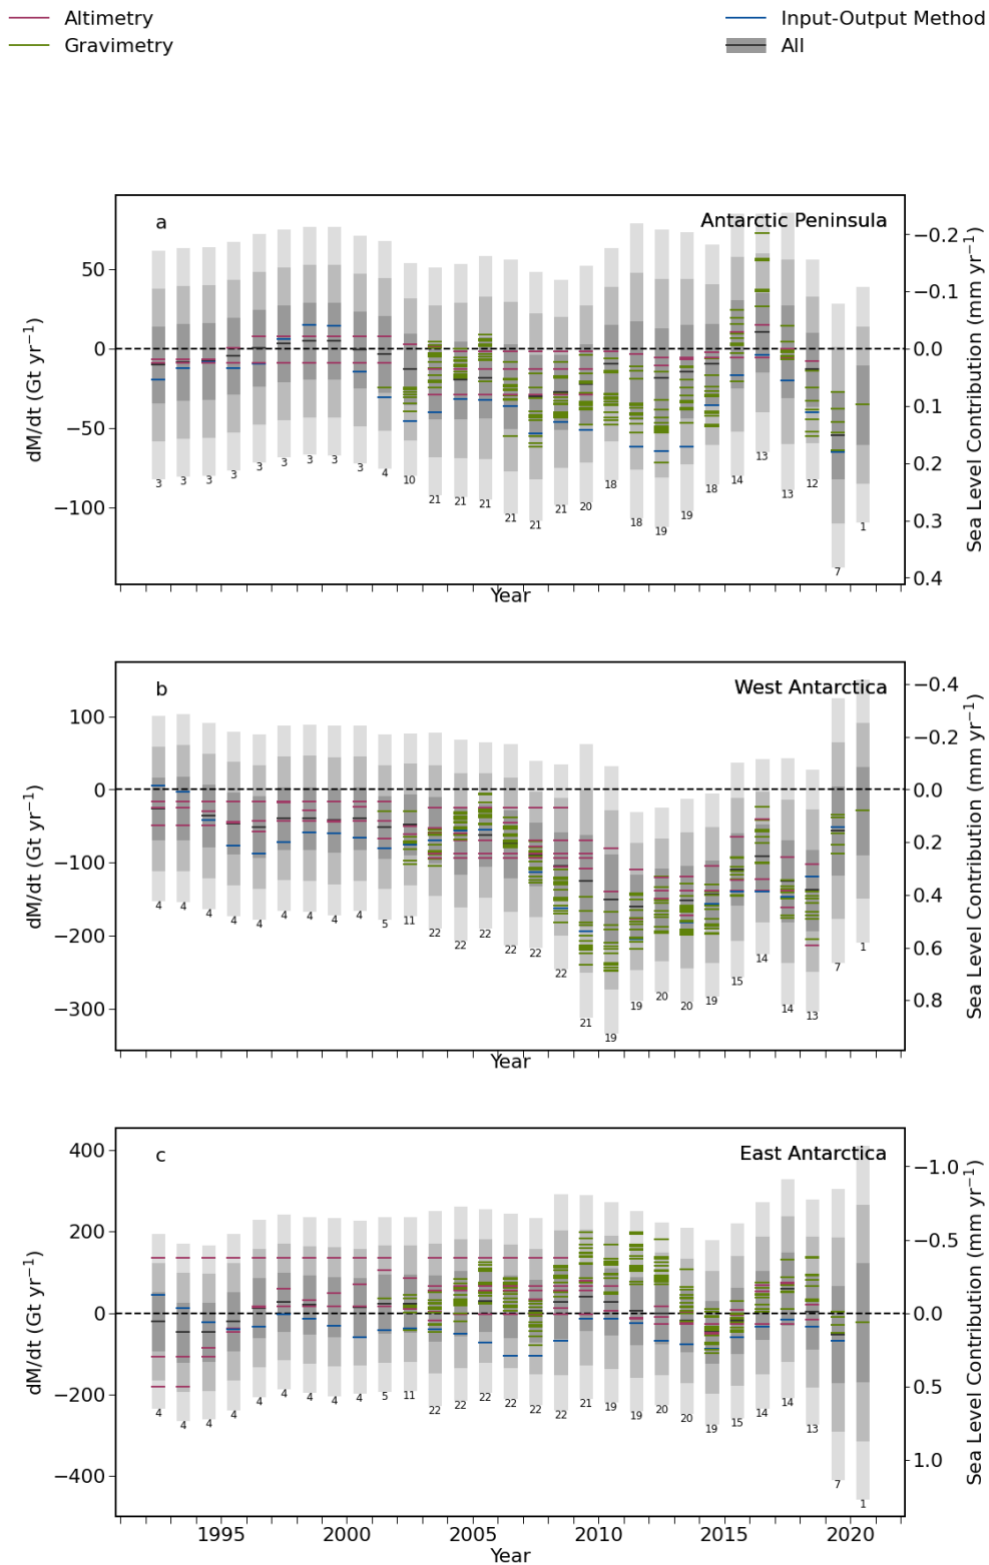 Altimetry
Gravimetry
Input-Output Method
All
a
Antarctic Peninsula
50
0
−50
−100
dM/dt (Gt yr−1)
−0.2
−0.1
0.0
0.1
0.2
0.3
0.4
Sea Level Contribution (mm yr−1)
3 3 3 3 3 3 3 3 3 4 10 21 21 21 21 21 21 20 18 18 19 19 18 14 13 13 12 7 1
Year
b
West Antarctica
100
0
−100
−200
−300
dM/dt (Gt yr−1)
−0.4
−0.2
0.0
0.2
0.4
0.6
0.8
Sea Level Contribution (mm yr−1)
4 4 4 4 4 4 4 4 4 5 11 22 22 22 22 22 22 21 19 19 20 20 19 15 14 14 13 7 1
Year
c
East Antarctica
400
200
0
−200
−400
dM/dt (Gt yr−1)
−1.0
−0.5
0.0
0.5
1.0
Sea Level Contribution (mm yr−1)
4 4 4 4 4 4 4 4 4 5 11 22 22 22 22 22 22 21 19 19 20 20 19 15 14 14 13 7 1
1995 2000 2005 2010 2015 2020
Year